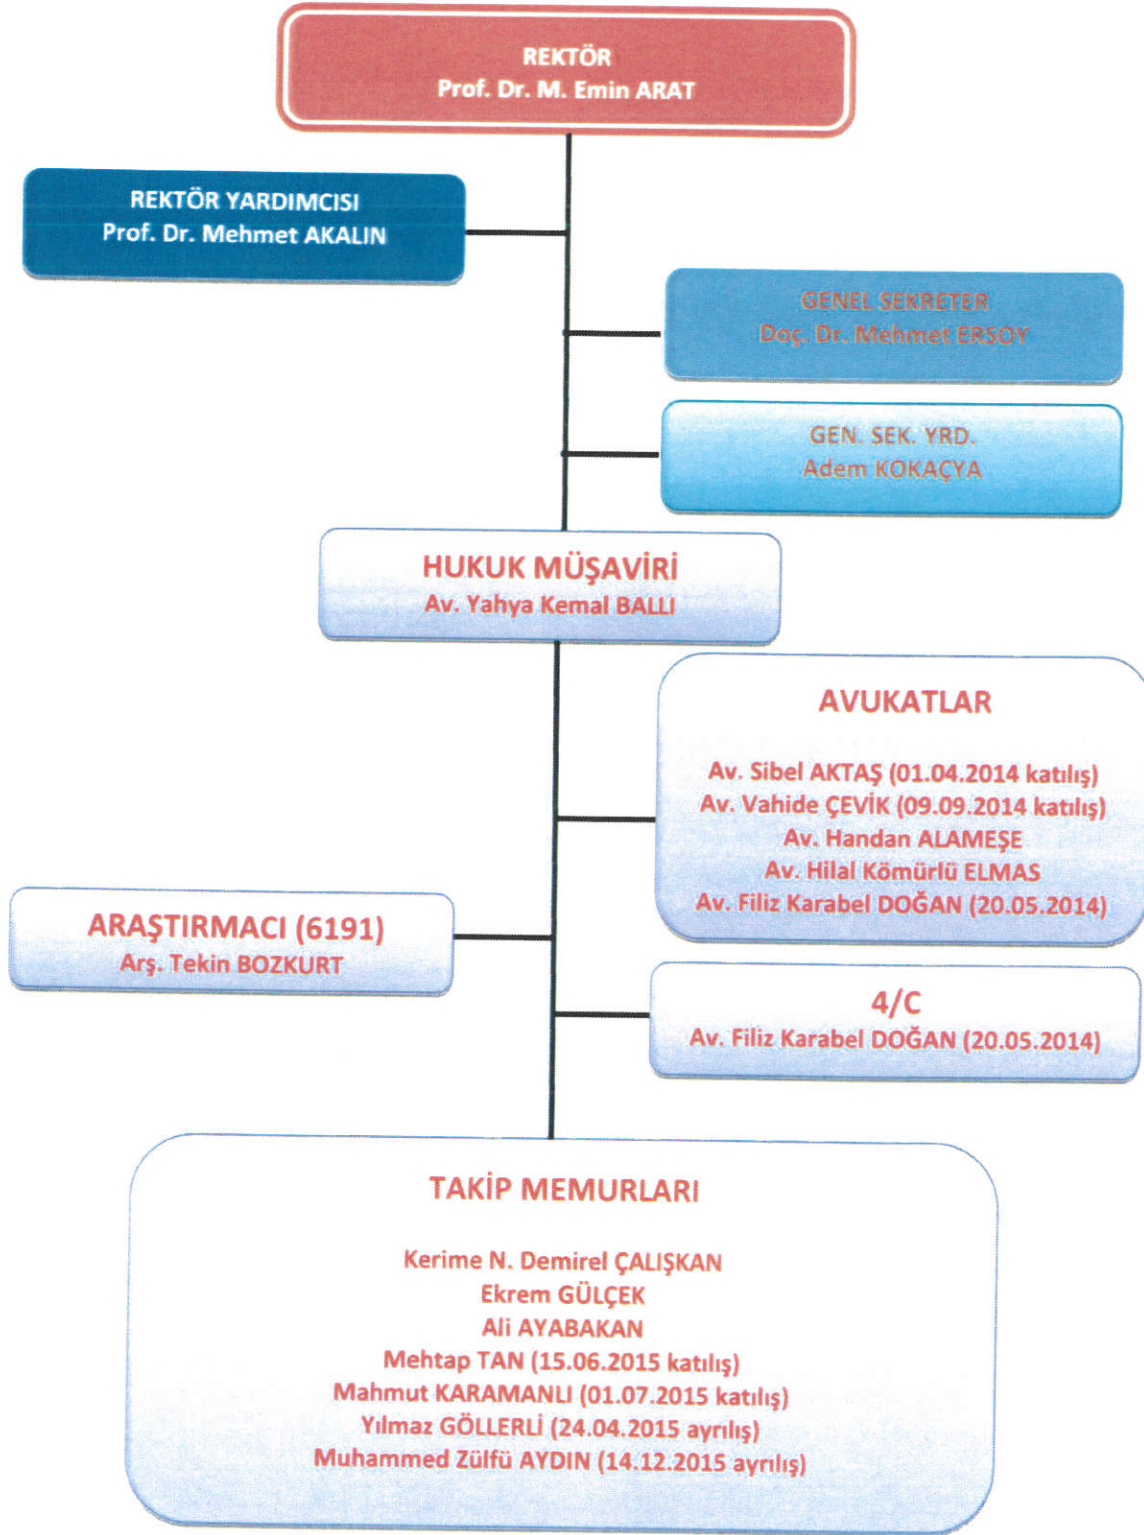 REKTÖR
Prof. Dr. M. Emin ARAT
REKTÖR YARDIMCISI
Prof. Dr. Mehmet AKALIN
GENEL SEKRETER
Doç. Dr. Mehmet ERSOY
GEN. SEK. YRD.
Adem KOKAÇYA
HUKUK MÜŞAVİRİ
Av. Yahya Kemal BALLI
AVUKATLAR
Av. Sibel AKTAŞ (01.04.2014 katılış)
Av. Vahide ÇEVİK (09.09.2014 katılış)
Av. Handan ALAMEŞE
Av. Hilal Kömürlü ELMAS
Av. Filiz Karabel DOĞAN (20.05.2014)
ARAŞTIRMACI (6191)
Arş. Tekin BOZKURT
4/C
Av. Filiz Karabel DOĞAN (20.05.2014)
TAKİP MEMURLARI
Kerime N. Demirel ÇALIŞKAN
Ekrem GÜLÇEK
Ali AYABAKAN
Mehtap TAN (15.06.2015 katılış)
Mahmut KARAMANLI (01.07.2015 katılış)
Yılmaz GÖLLERLİ (24.04.2015 ayrılış)
Muhammed Zülfü AYDIN (14.12.2015 ayrılış)